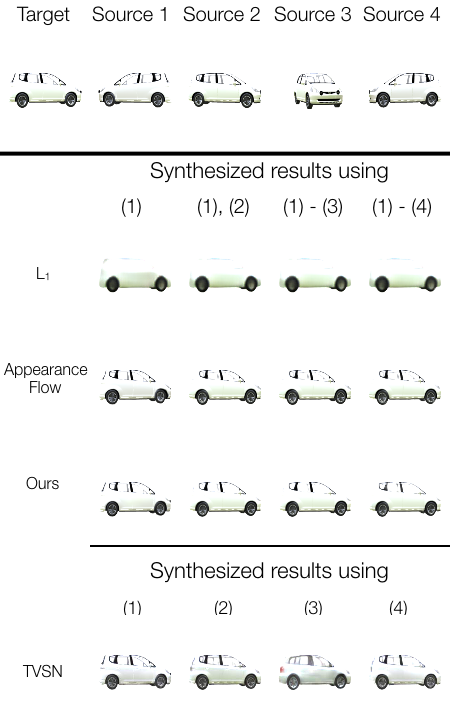 Target Source 1 Source 2 Source 3 Source 4
Synthesized results using
(1) (1), (2) (1) - (3) (1) - (4)
L₁
Appearance
Flow
Ours
Synthesized results using
(1) (2) (3) (4)
TVSN